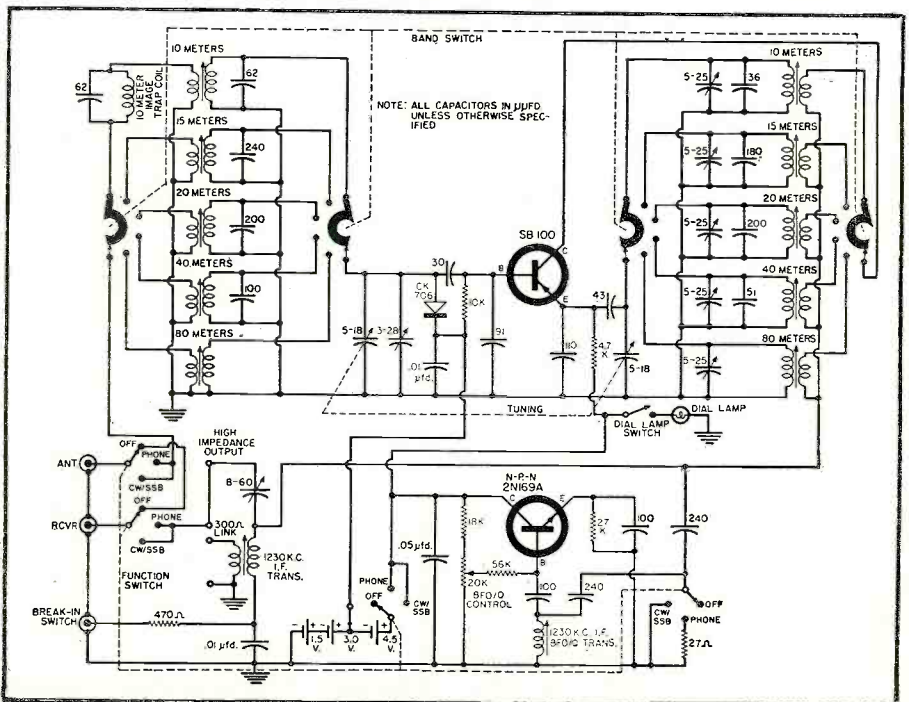 BAND SWITCH
10 METERS
62
10 METER
IMAGE
TRAP COIL
62
15 METERS
240
20 METERS
200
40 METERS
100
80 METERS
NOTE: ALL CAPACITORS IN µµFD
UNLESS OTHERWISE SPEC-
IFIED
SB 100
B
C
E
30
CK
706
10K
5-18
3-28
.01
µfd.
91
110
43
4.7
K
5-18
TUNING
10 METERS
5-25
36
15 METERS
5-25
180
20 METERS
5-25
200
40 METERS
5-25
51
80 METERS
5-25
DIAL LAMP
DIAL LAMP
SWITCH
ANT
OFF
PHONE
CW/SSB
RCVR
OFF
PHONE
CW/SSB
FUNCTION
SWITCH
BREAK-IN
SWITCH
470Ω
HIGH
IMPEDANCE
OUTPUT
8-60
300Ω
LINK
1230 K.C.
I.F.
TRANS.
.01 µfd.
- + - + - +
1.5
V.
3.0
V.
4.5
V.
PHONE
OFF
CW/
SSB
.05µfd.
18K
20K
56K
BFO/Q
CONTROL
N-P-N
2N169A
C
E
B
27
K
100
100
240
240
1230 K.C. I.F.
BFO/Q TRANS.
CW/
SSB
OFF
PHONE
27Ω